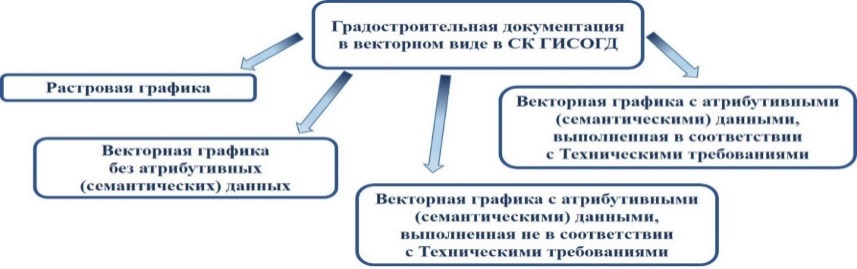 Градостроительная документация
в векторном виде в СК ГИСОГД
Растровая графика
Векторная графика
без атрибутивных
(семантических) данных
Векторная графика с атрибутивными
(семантическими) данными,
выполненная не в соответствии
с Техническими требованиями
Векторная графика с атрибутивными
(семантическими) данными,
выполненная в соответствии
с Техническими требованиями